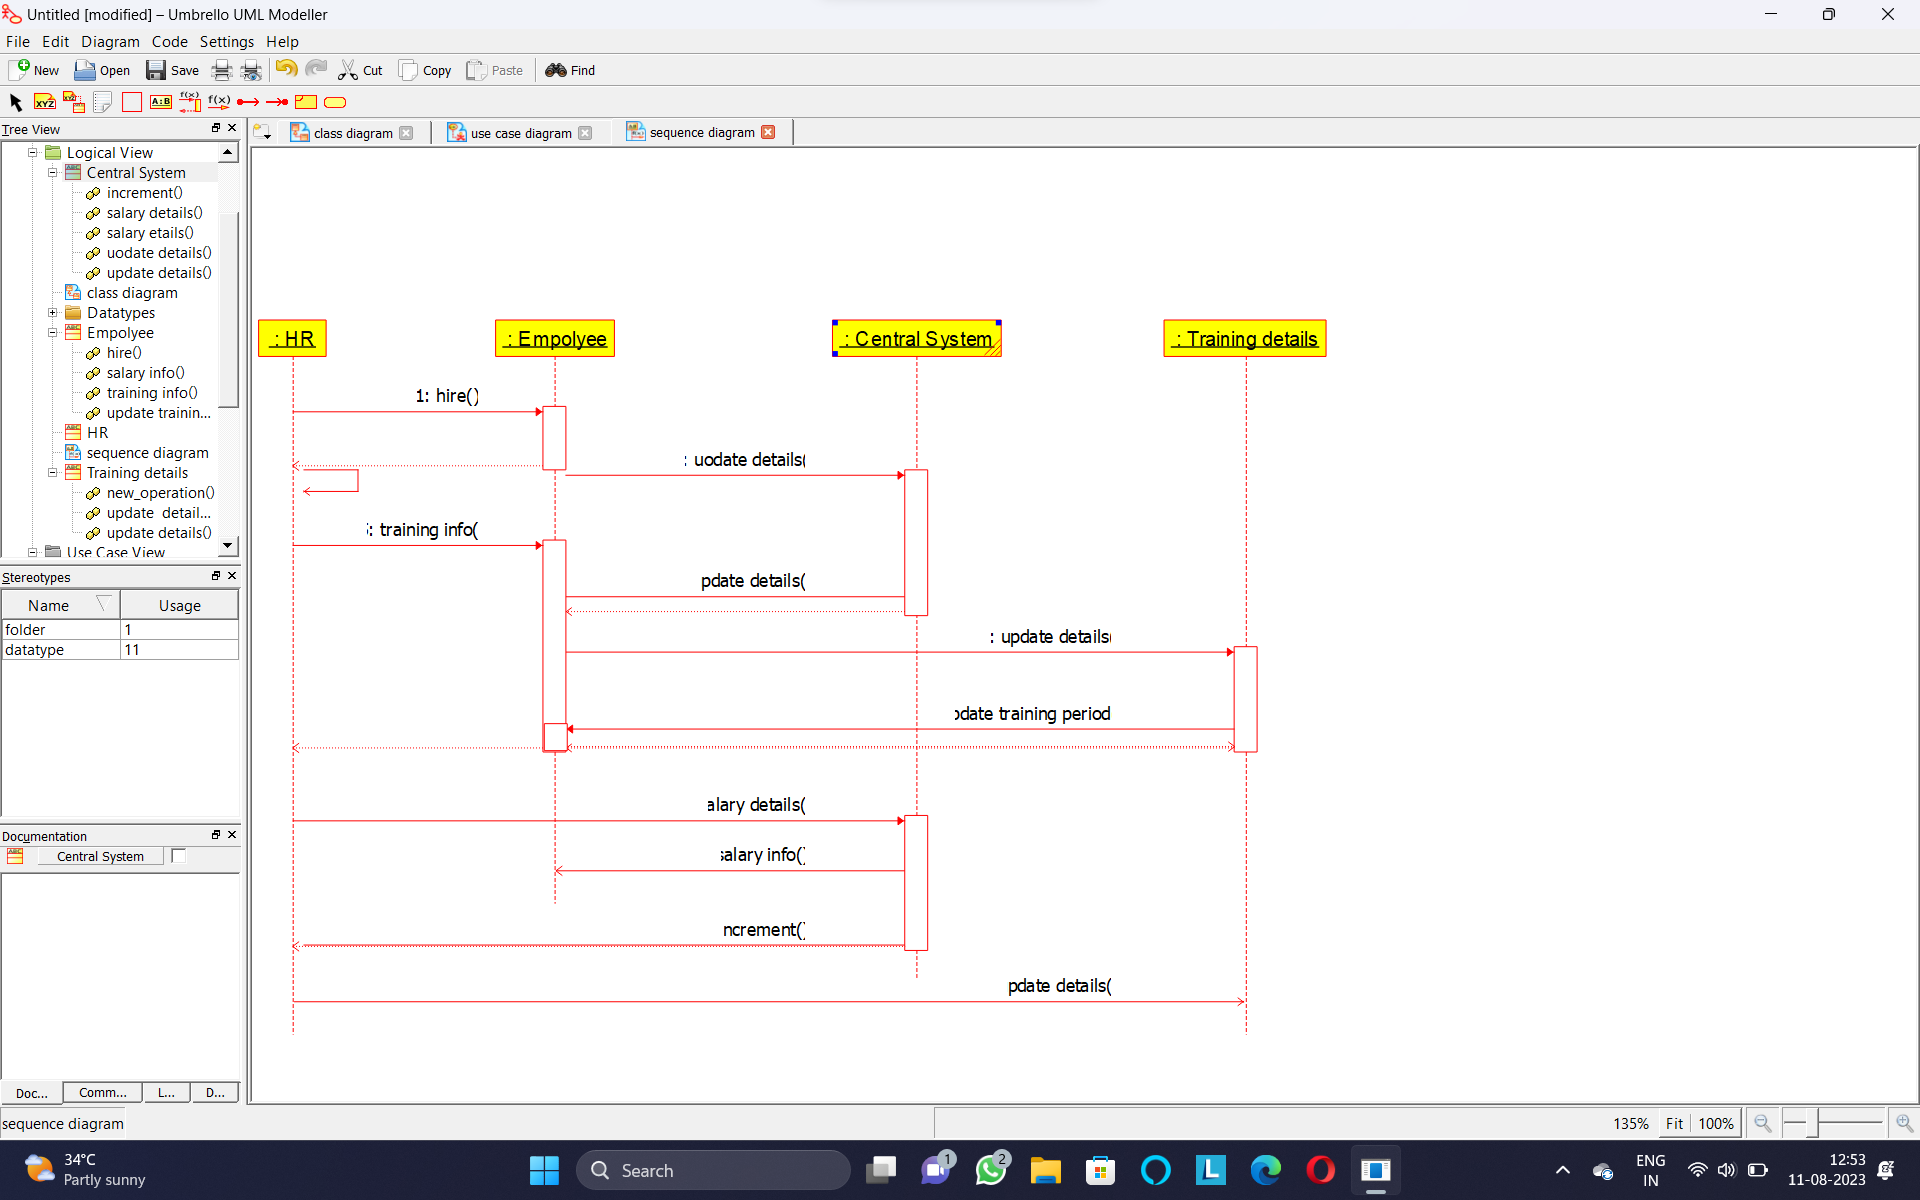 Untitled [modified] – Umbrello UML Modeller
File Edit Diagram Code Settings Help
New Open Save Cut Copy Paste Find
XYZ A:B f(x) f(x)
Tree View
class diagram
use case diagram
sequence diagram
Logical View
Central System
increment()
salary details()
salary etails()
uodate details()
update details()
class diagram
Datatypes
Empolyee
hire()
salary info()
training info()
update trainin...
HR
sequence diagram
Training details
new_operation()
update detail...
update details()
Use Case View
Stereotypes
Name Usage
folder 1
datatype 11
Documentation
Central System
Doc... Comm... L... D...
: HR
: Empolyee
: Central System
: Training details
1: hire()
: uodate details(
: training info(
pdate details(
: update details(
date training period
alary details(
salary info()
ncrement()
pdate details(
sequence diagram
135% Fit 100%
34°C
Partly sunny
Search
1
2
L
ENG
IN
12:53
11-08-2023